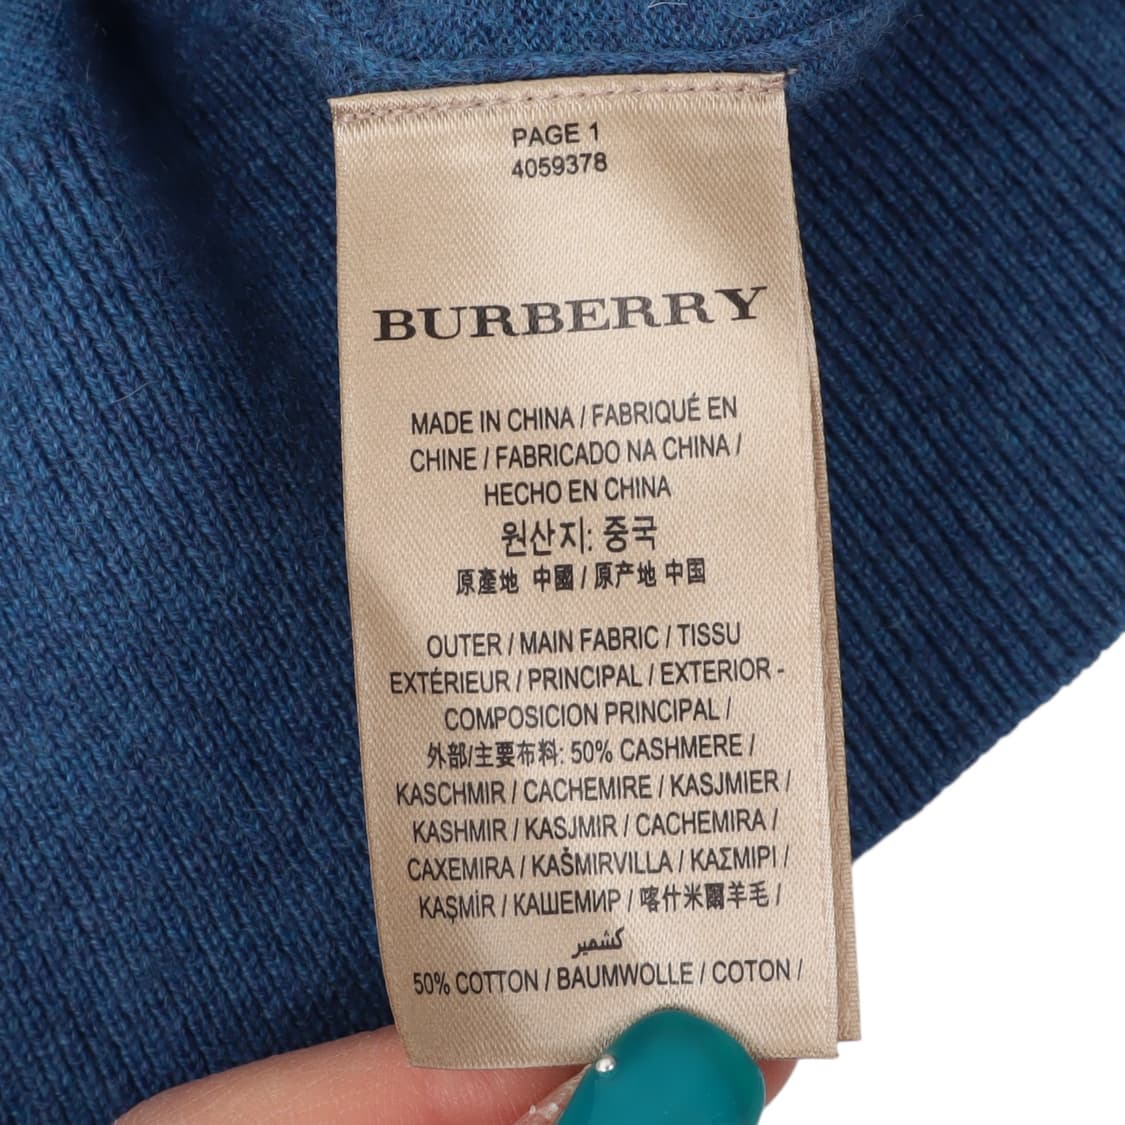 PAGE 1
4059378
BURBERRY
MADE IN CHINA / FABRIQUÉ EN
CHINE / FABRICADO NA CHINA /
HECHO EN CHINA
원산지: 중국
原產地 中國 / 原产地 中国
OUTER / MAIN FABRIC / TISSU
EXTÉRIEUR / PRINCIPAL / EXTERIOR -
COMPOSICION PRINCIPAL /
外部/主要布料: 50% CASHMERE /
KASCHMIR / CACHEMIRE / KASJMIER /
KASHMIR / KASJMIR / CACHEMIRA /
CAXEMIRA / KAŠMIRVILLA / ΚΑΣΜΙΡΙ /
KAŞMİR / КАШЕМИР / 喀什米爾羊毛 /
كشمير
50% COTTON / BAUMWOLLE / COTON /